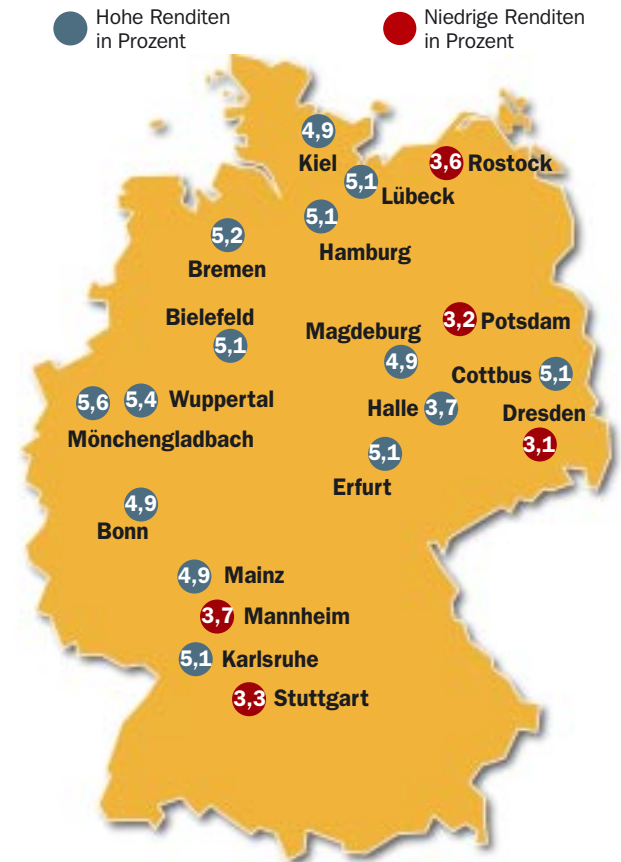 Hohe Renditen
in Prozent
Niedrige Renditen
in Prozent
4,9
Kiel
3,6 Rostock
5,1
Lübeck
5,1
Hamburg
5,2
Bremen
Bielefeld
5,1
3,2 Potsdam
Magdeburg
4,9
Cottbus 5,1
5,6
5,4 Wuppertal
Mönchengladbach
Halle 3,7
Dresden
3,1
5,1
Erfurt
4,9
Bonn
4,9 Mainz
3,7 Mannheim
5,1 Karlsruhe
3,3 Stuttgart